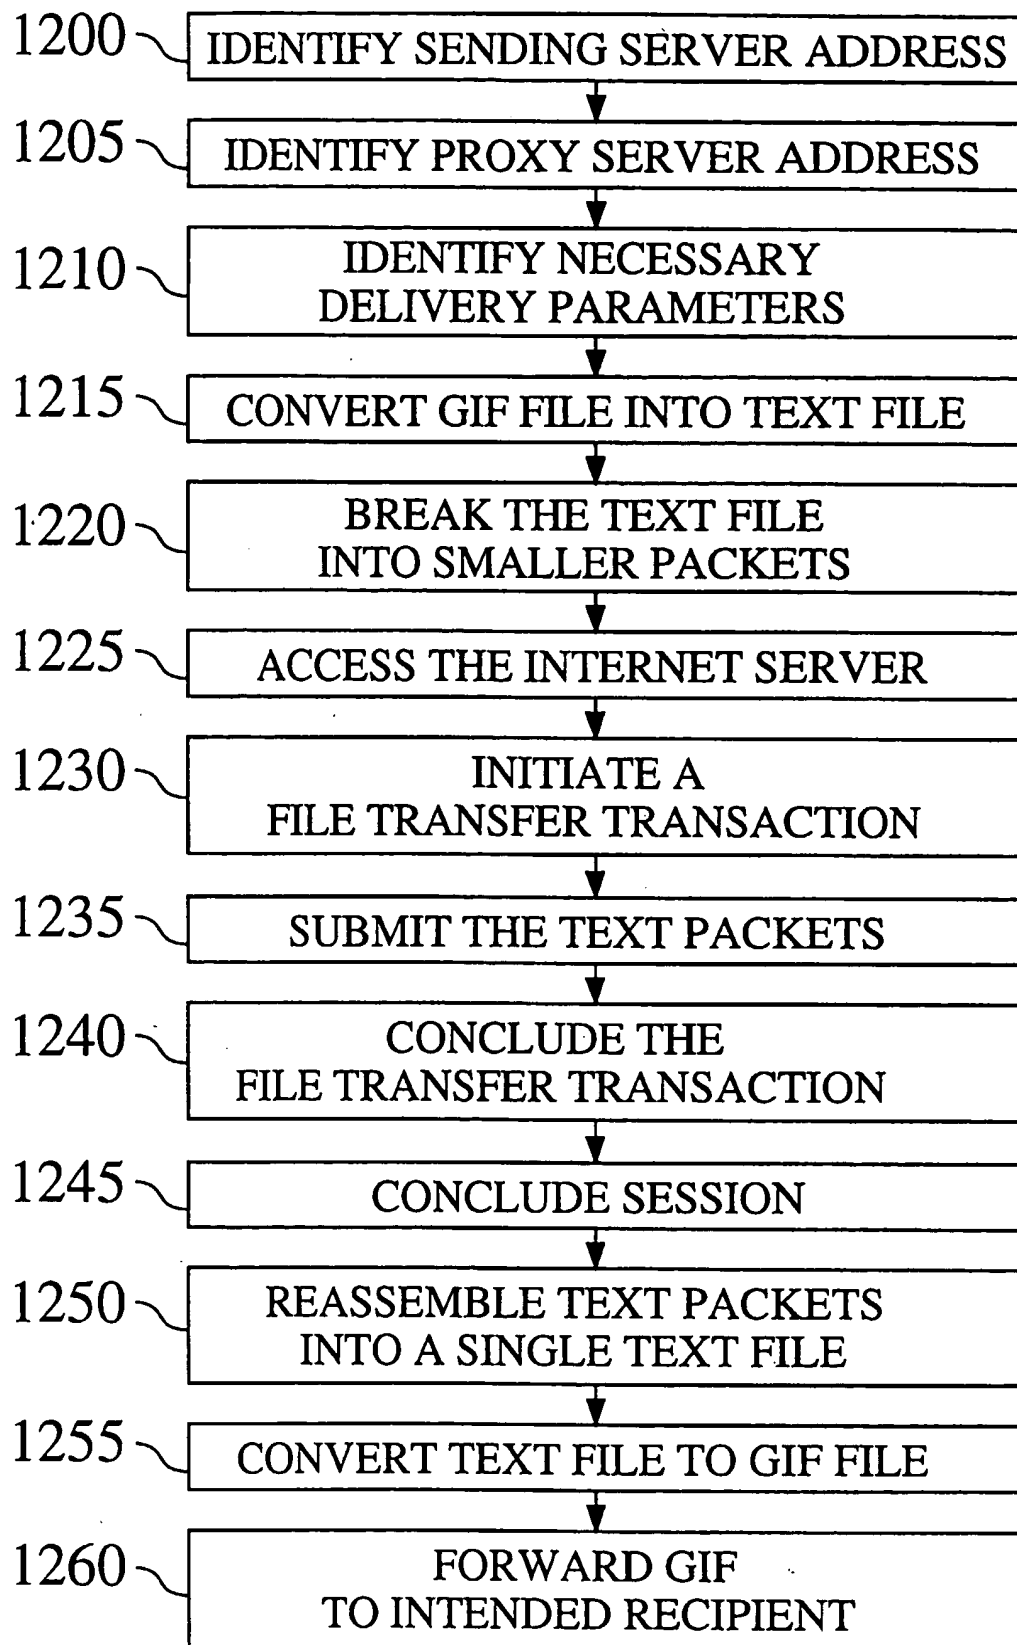 1200 IDENTIFY SENDING SERVER ADDRESS
1205 IDENTIFY PROXY SERVER ADDRESS
1210 IDENTIFY NECESSARY
DELIVERY PARAMETERS
1215 CONVERT GIF FILE INTO TEXT FILE
1220 BREAK THE TEXT FILE
INTO SMALLER PACKETS
1225 ACCESS THE INTERNET SERVER
1230 INITIATE A
FILE TRANSFER TRANSACTION
1235 SUBMIT THE TEXT PACKETS
1240 CONCLUDE THE
FILE TRANSFER TRANSACTION
1245 CONCLUDE SESSION
1250 REASSEMBLE TEXT PACKETS
INTO A SINGLE TEXT FILE
1255 CONVERT TEXT FILE TO GIF FILE
1260 FORWARD GIF
TO INTENDED RECIPIENT